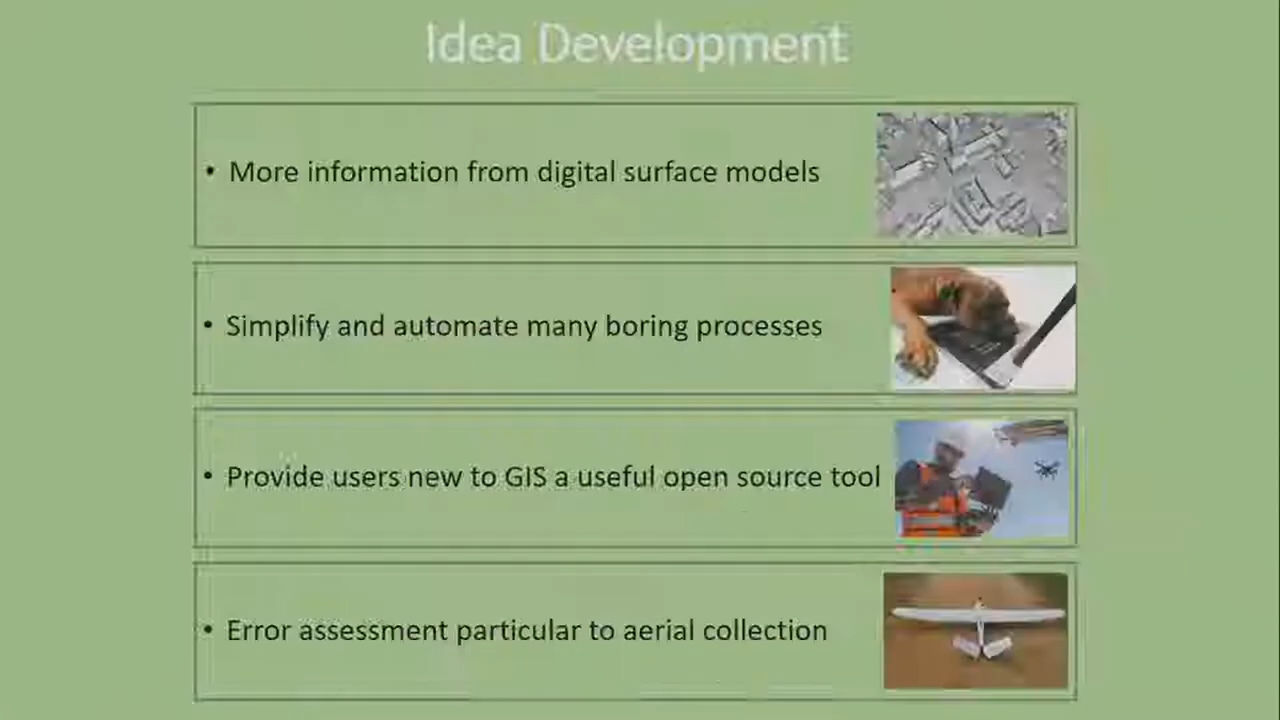 Idea Development
• More information from digital surface models
• Simplify and automate many boring processes
• Provide users new to GIS a useful open source tool
• Error assessment particular to aerial collection